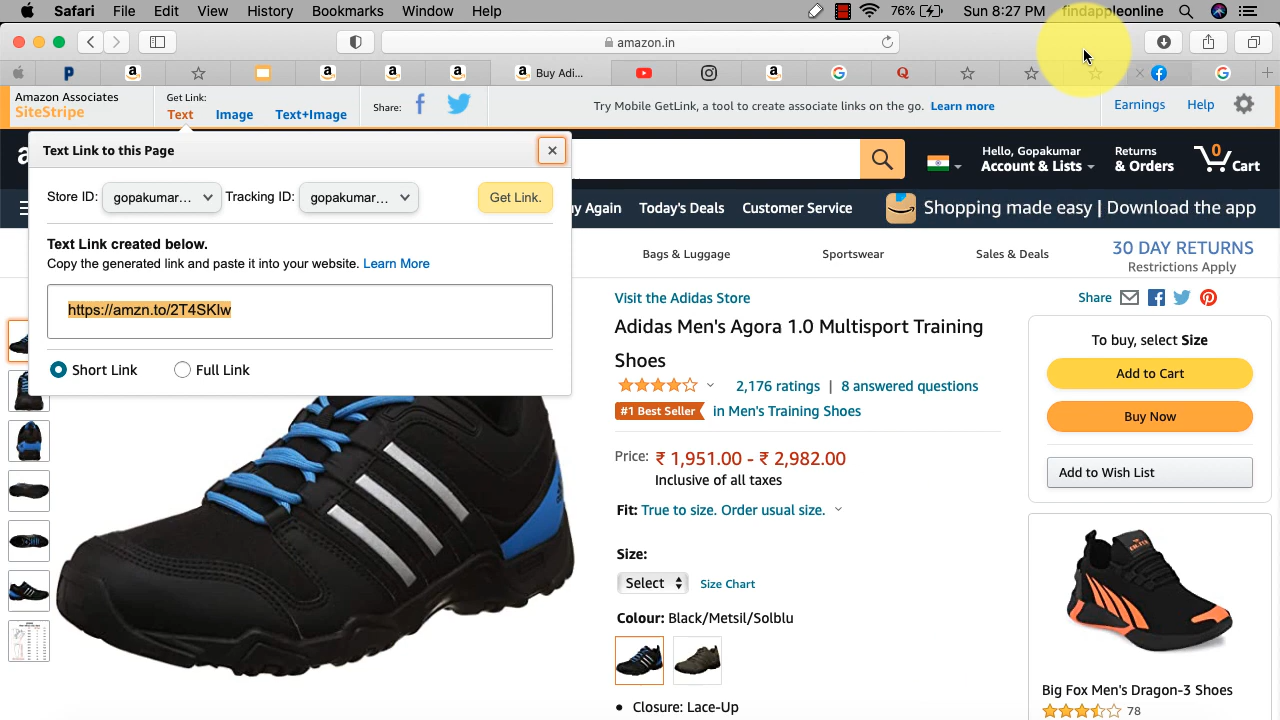 Safari File Edit View History Bookmarks Window Help 76% Sun 8:27 PM findappleonline
amazon.in
Buy Adi...
Amazon Associates
SiteStripe
Get Link:
Text Image Text+Image
Share:
Try Mobile GetLink, a tool to create associate links on the go. Learn more
Earnings Help
Text Link to this Page
Hello, Gopakumar
Account & Lists
Returns
& Orders
0
Cart
Store ID: gopakumar... Tracking ID: gopakumar... Get Link.
Today's Deals Customer Service
Again
Shopping made easy | Download the app
Text Link created below.
Copy the generated link and paste it into your website. Learn More
https://amzn.to/2T4SKlw
Short Link Full Link
Bags & Luggage Sportswear Sales & Deals
30 DAY RETURNS
Restrictions Apply
Visit the Adidas Store
Share
Adidas Men's Agora 1.0 Multisport Training
Shoes
2,176 ratings | 8 answered questions
#1 Best Seller in Men's Training Shoes
Price: ₹ 1,951.00 - ₹ 2,982.00
Inclusive of all taxes
Fit: True to size. Order usual size.
Size:
Select Size Chart
Colour: Black/Metsil/Solblu
Closure: Lace-Up
To buy, select Size
Add to Cart
Buy Now
Add to Wish List
Big Fox Men's Dragon-3 Shoes
78